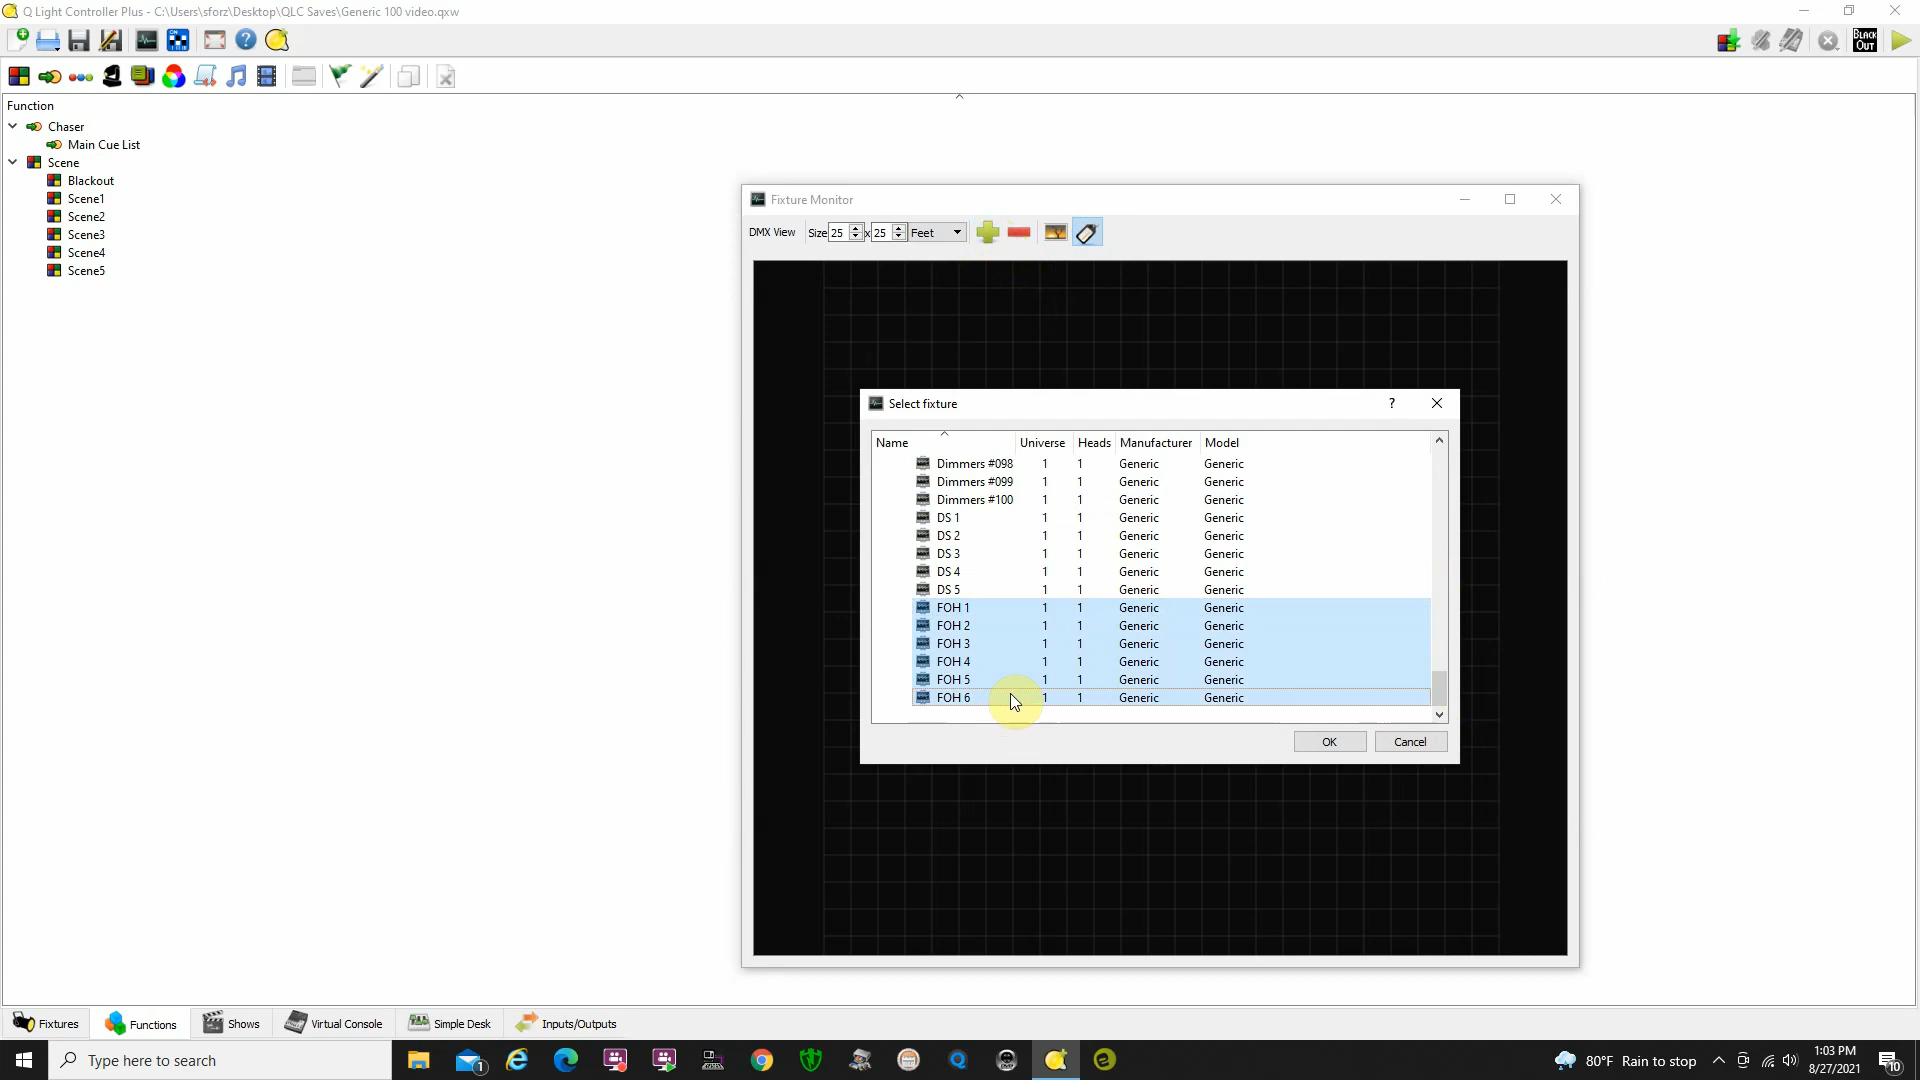 Q Light Controller Plus - C:\Users\sforz\Desktop\QLC Saves\Generic 100 video.qxw
BLACK OUT
Function
Chaser
Main Cue List
Scene
Blackout
Scene1
Scene2
Scene3
Scene4
Scene5
Fixture Monitor
DMX View Size 25 x 25 Feet
Select fixture ?
Name Universe Heads Manufacturer Model
Dimmers #098 1 1 Generic Generic
Dimmers #099 1 1 Generic Generic
Dimmers #100 1 1 Generic Generic
DS 1 1 1 Generic Generic
DS 2 1 1 Generic Generic
DS 3 1 1 Generic Generic
DS 4 1 1 Generic Generic
DS 5 1 1 Generic Generic
FOH 1 1 1 Generic Generic
FOH 2 1 1 Generic Generic
FOH 3 1 1 Generic Generic
FOH 4 1 1 Generic Generic
FOH 5 1 1 Generic Generic
FOH 6 1 1 Generic Generic
OK Cancel
Fixtures Functions Shows Virtual Console Simple Desk Inputs/Outputs
Type here to search
1
80°F Rain to stop
1:03 PM
8/27/2021
10